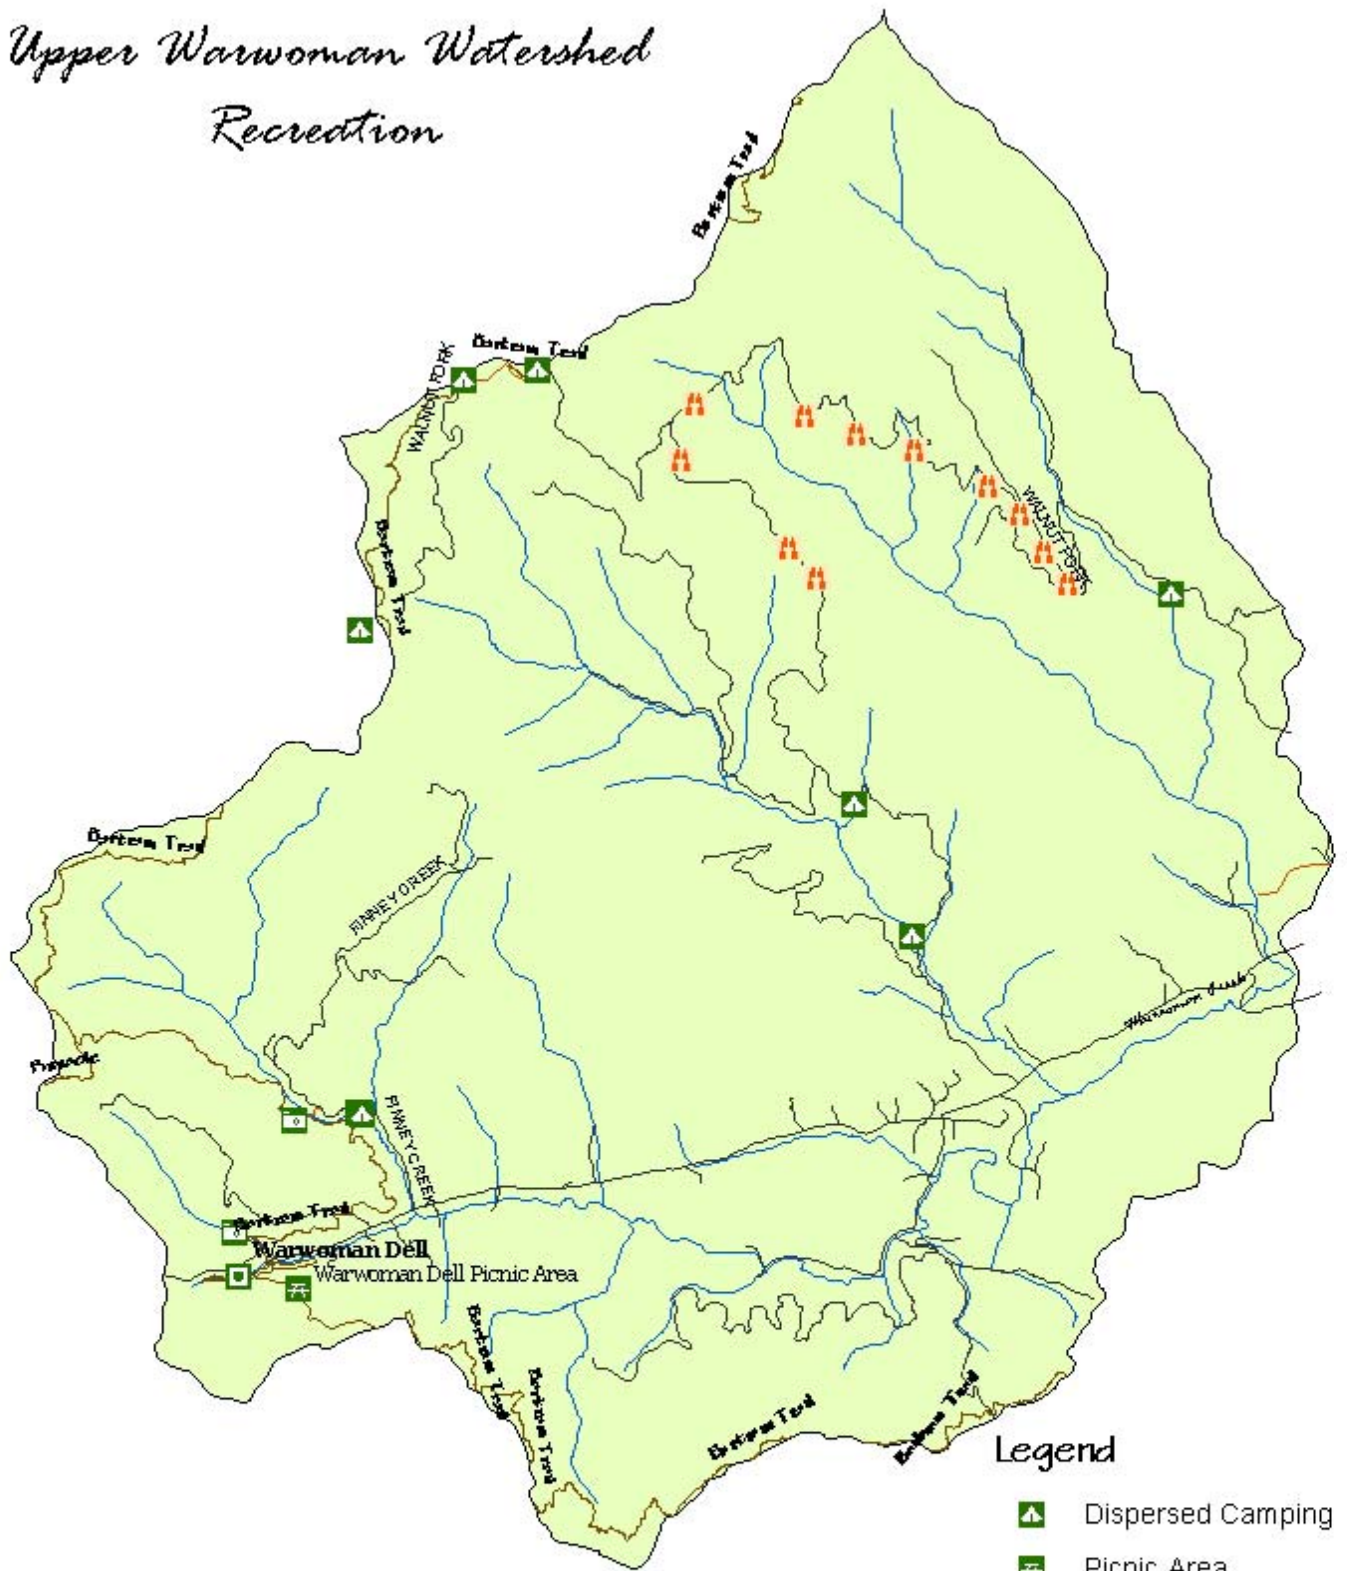 Upper Warwoman Watershed
Recreation
Bartram Trail
Bartram Trail
WALNUT FORK
WALNUT FORK
Bartram Trail
Bartram Trail
FINNEY CREEK
Warwoman Creek
Pinnacle
FINNEY CREEK
Bartram Trail
Warwoman Dell
Warwoman Dell Picnic Area
Bartram Trail
Bartram Trail
Bartram Trail
Bartram Trail
Legend
Dispersed Camping
Picnic Area